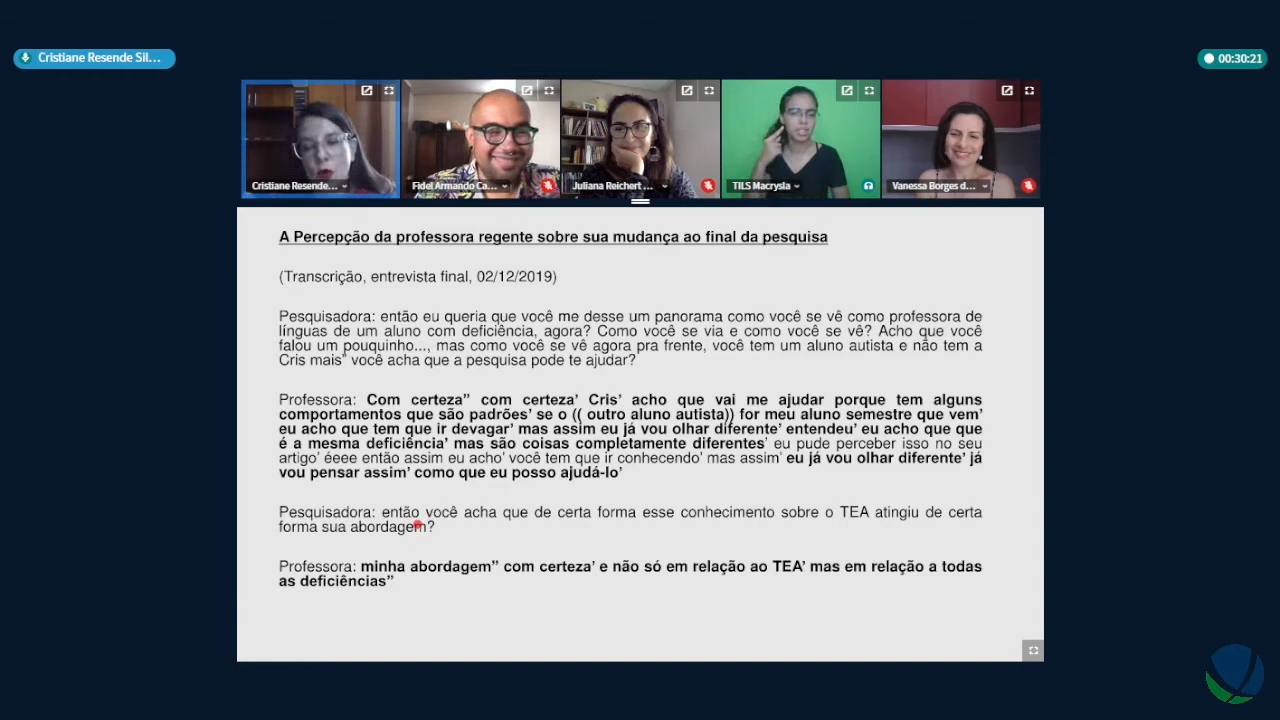 Cristiane Resende Sil...
00:30:21
Cristiane Resende...
Fidel Armando Ca...
Juliana Reichert ...
TILS Macrysla
Vanessa Borges d...
A Percepção da professora regente sobre sua mudança ao final da pesquisa
(Transcrição, entrevista final, 02/12/2019)
Pesquisadora: então eu queria que você me desse um panorama como você se vê como professora de
línguas de um aluno com deficiência, agora? Como você se via e como você se vê? Acho que você
falou um pouquinho..., mas como você se vê agora pra frente, você tem um aluno autista e não tem a
Cris mais" você acha que a pesquisa pode te ajudar?
Professora: Com certeza” com certeza’ Cris’ acho que vai me ajudar porque tem alguns
comportamentos que são padrões’ se o (( outro aluno autista)) for meu aluno semestre que vem’
eu acho que tem que ir devagar’ mas assim eu já vou olhar diferente’ entendeu’ eu acho que que
é a mesma deficiência’ mas são coisas completamente diferentes’ eu pude perceber isso no seu
artigo’ éeee então assim eu acho’ você tem que ir conhecendo’ mas assim’ eu já vou olhar diferente’ já
vou pensar assim’ como que eu posso ajudá-lo’
Pesquisadora: então você acha que de certa forma esse conhecimento sobre o TEA atingiu de certa
forma sua abordagem?
Professora: minha abordagem” com certeza’ e não só em relação ao TEA’ mas em relação a todas
as deficiências”